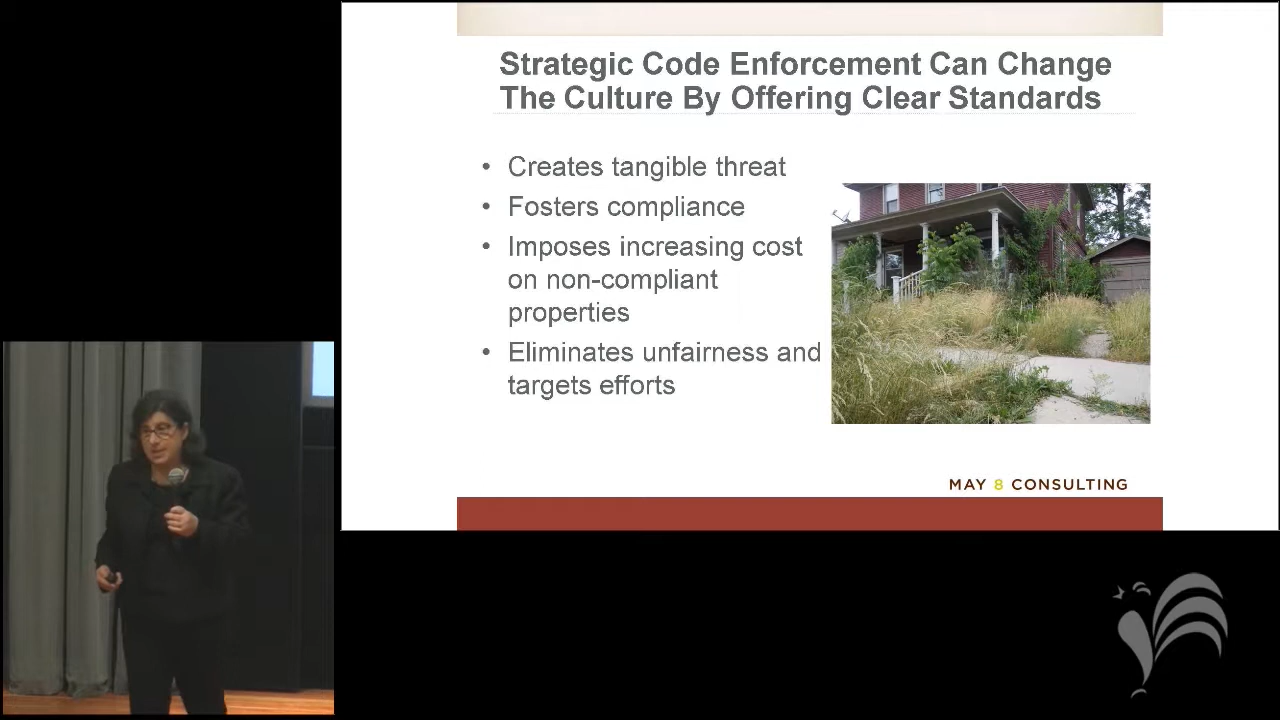 Strategic Code Enforcement Can Change
The Culture By Offering Clear Standards
• Creates tangible threat
• Fosters compliance
• Imposes increasing cost
on non-compliant
properties
• Eliminates unfairness and
targets efforts
MAY 8 CONSULTING